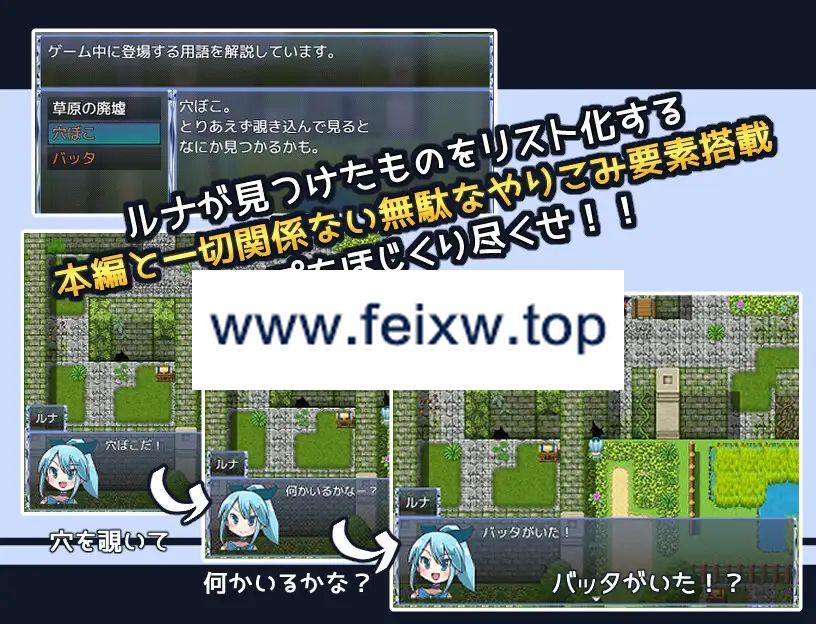 ゲーム中に登場する用語を解説しています。
草原の廃墟
穴ぼこ
バッタ
穴ぼこ。
とりあえず覗き込んで見ると
なにか見つかるかも。
ルナが見つけたものをリスト化する
本編と一切関係ない無駄なやりこみ要素搭載
をほじくり尽くせ!!
www.feixw.top
ルナ
穴ぼこだ!
穴を覗いて
ルナ
何かいるかなー?
何かいるかな?
ルナ
バッタがいた!
バッタがいた!?